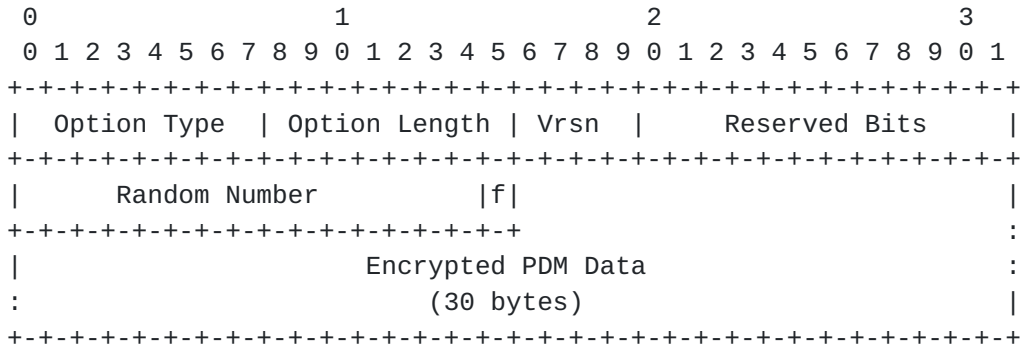 0                   1                   2                   3
 0 1 2 3 4 5 6 7 8 9 0 1 2 3 4 5 6 7 8 9 0 1 2 3 4 5 6 7 8 9 0 1
+-+-+-+-+-+-+-+-+-+-+-+-+-+-+-+-+-+-+-+-+-+-+-+-+-+-+-+-+-+-+-+-+
|  Option Type  | Option Length | Vrsn  |     Reserved Bits     |
+-+-+-+-+-+-+-+-+-+-+-+-+-+-+-+-+-+-+-+-+-+-+-+-+-+-+-+-+-+-+-+-+
|      Random Number          |f|                               |
+-+-+-+-+-+-+-+-+-+-+-+-+-+-+-+-+                               :
|                      Encrypted PDM Data                       :
:                          (30 bytes)                           |
+-+-+-+-+-+-+-+-+-+-+-+-+-+-+-+-+-+-+-+-+-+-+-+-+-+-+-+-+-+-+-+-+